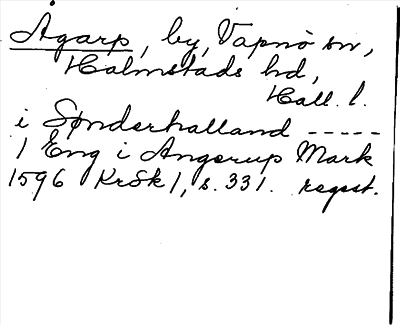 Ågarp, by, Vapnö sn,
Halmstads hd,
Hall. l.
i Sønderhalland -----
1 Eng i Angerup Mark
1596 KrSk 1, s. 331. regest.